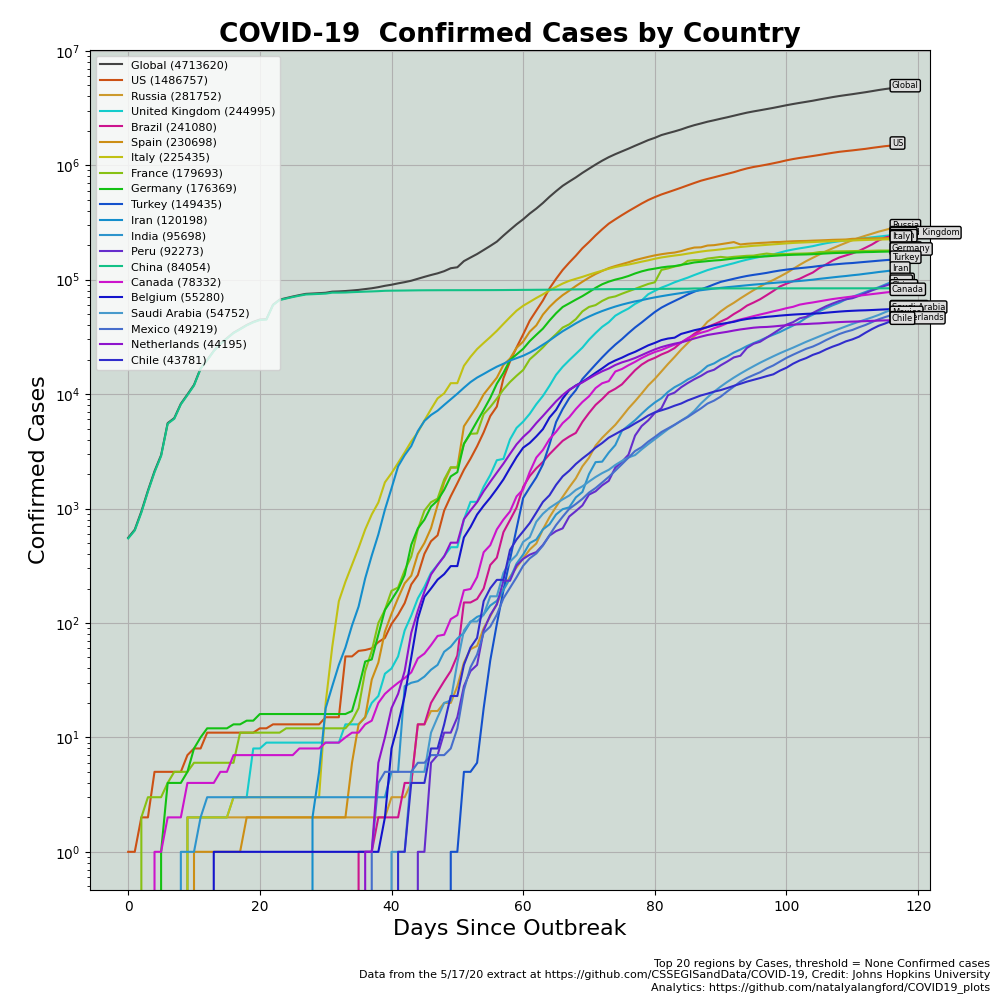 COVID-19  Confirmed Cases by Country
Global (4713620)
US (1486757)
Russia (281752)
United Kingdom (244995)
Brazil (241080)
Spain (230698)
Italy (225435)
France (179693)
Germany (176369)
Turkey (149435)
Iran (120198)
India (95698)
Peru (92273)
China (84054)
Canada (78332)
Belgium (55280)
Saudi Arabia (54752)
Mexico (49219)
Netherlands (44195)
Chile (43781)
10^7
10^6
10^5
10^4
10^3
10^2
10^1
10^0
Confirmed Cases
Global
US
Russia
Kingdom
Italy
Germany
Turkey
Iran
Canada
Arabia
Chile
0 20 40 60 80 100 120
Days Since Outbreak
Top 20 regions by Cases, threshold = None Confirmed cases
Data from the 5/17/20 extract at https://github.com/CSSEGISandData/COVID-19, Credit: Johns Hopkins University
Analytics: https://github.com/natalyalangford/COVID19_plots